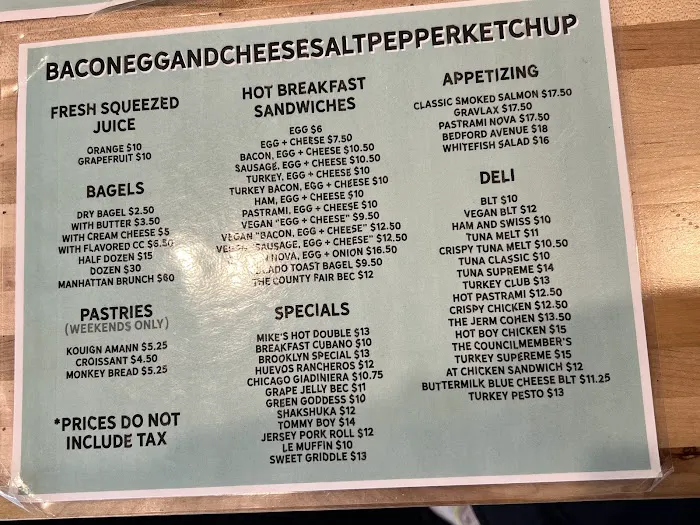 BACONEGGANDCHEESESALTPEPPERKETCHUP
FRESH SQUEEZED
JUICE
ORANGE $10
GRAPEFRUIT $10
BAGELS
DRY BAGEL $2.50
WITH BUTTER $3.50
WITH CREAM CHEESE $5
WITH FLAVORED CC $6.50
HALF DOZEN $15
DOZEN $30
MANHATTAN BRUNCH $60
PASTRIES
(WEEKENDS ONLY)
KOUIGN AMANN $5.25
CROISSANT $4.50
MONKEY BREAD $5.25
*PRICES DO NOT
INCLUDE TAX
HOT BREAKFAST
SANDWICHES
EGG $6
EGG + CHEESE $7.50
BACON, EGG + CHEESE $10.50
SAUSAGE, EGG + CHEESE $10.50
TURKEY, EGG + CHEESE $10
TURKEY BACON, EGG + CHEESE $10
HAM, EGG + CHEESE $10
PASTRAMI, EGG + CHEESE $10
VEGAN "EGG + CHEESE" $9.50
VEGAN "BACON, EGG + CHEESE" $12.50
"SAUSAGE, EGG + CHEESE" $12.50
NOVA, EGG + ONION $16.50
TOAST BAGEL $9.50
THE COUNTY FAIR BEC $12
SPECIALS
MIKE'S HOT DOUBLE $13
BREAKFAST CUBANO $10
BROOKLYN SPECIAL $13
HUEVOS RANCHEROS $12
CHICAGO GIADINIERA $10.75
GRAPE JELLY BEC $11
GREEN GODDESS $10
SHAKSHUKA $12
TOMMY BOY $14
JERSEY PORK ROLL $12
LE MUFFIN $10
SWEET GRIDDLE $13
APPETIZING
CLASSIC SMOKED SALMON $17.50
GRAVLAX $17.50
PASTRAMI NOVA $17.50
BEDFORD AVENUE $18
WHITEFISH SALAD $16
DELI
BLT $10
VEGAN BLT $12
HAM AND SWISS $10
TUNA MELT $11
CRISPY TUNA MELT $10.50
TUNA CLASSIC $10
TUNA SUPREME $14
TURKEY CLUB $13
HOT PASTRAMI $12.50
CRISPY CHICKEN $12.50
THE JERM COHEN $13.50
HOT BOY CHICKEN $15
THE COUNCILMEMBER'S
TURKEY SUPREME $15
AT CHICKEN SANDWICH $12
BUTTERMILK BLUE CHEESE BLT $11.25
TURKEY PESTO $13